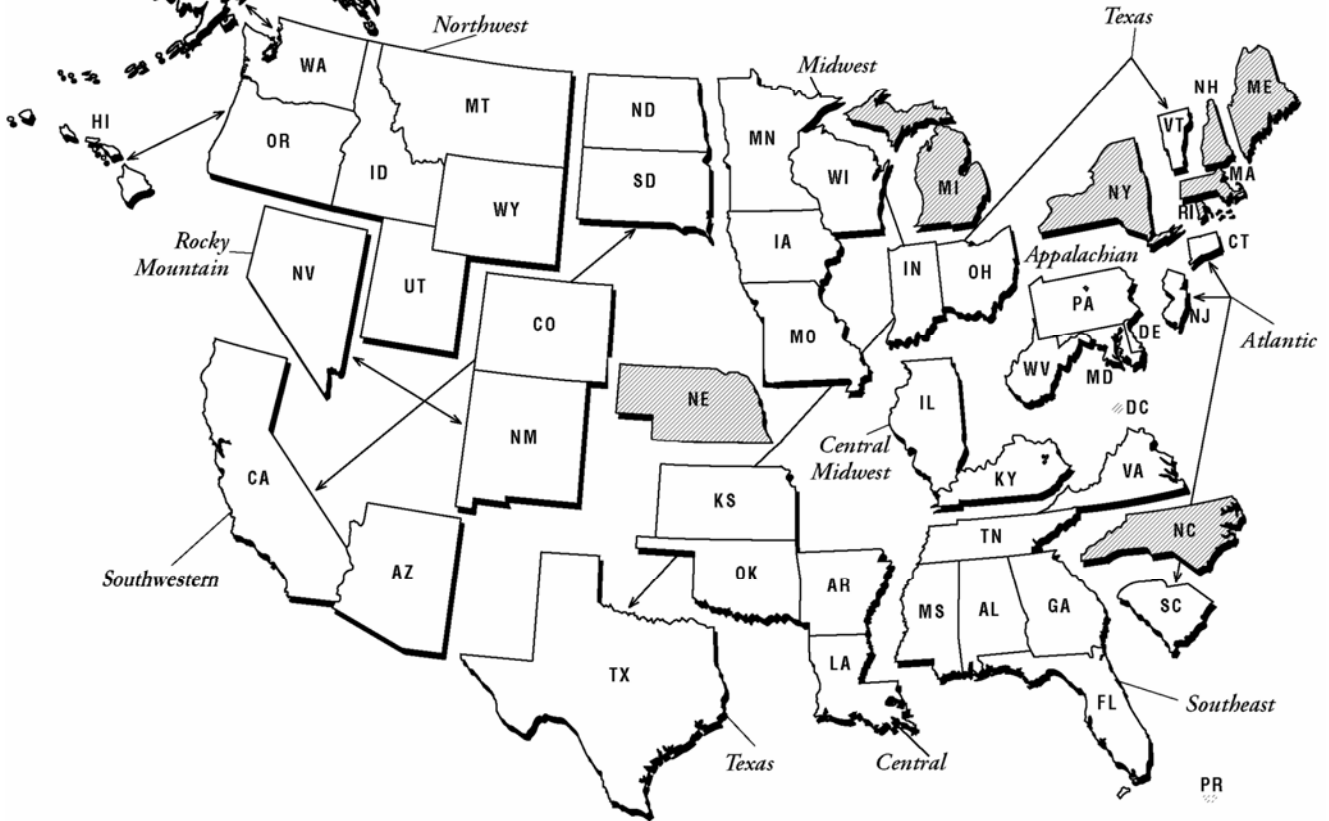 Texas
Northwest
Midwest
WA
MT
ND
MN
HI
OR
ID
WY
SD
WI
MI
VT
NH
ME
NY
MA
RI
CT
Rocky
Mountain
NV
UT
CO
IA
MO
IN
OH
Appalachian
PA
NJ
DE
WV
MD
DC
Atlantic
NE
IL
Central
Midwest
KY
VA
CA
NM
KS
TN
NC
Southwestern
AZ
OK
AR
MS
AL
GA
SC
TX
LA
FL
Southeast
Texas
Central
PR